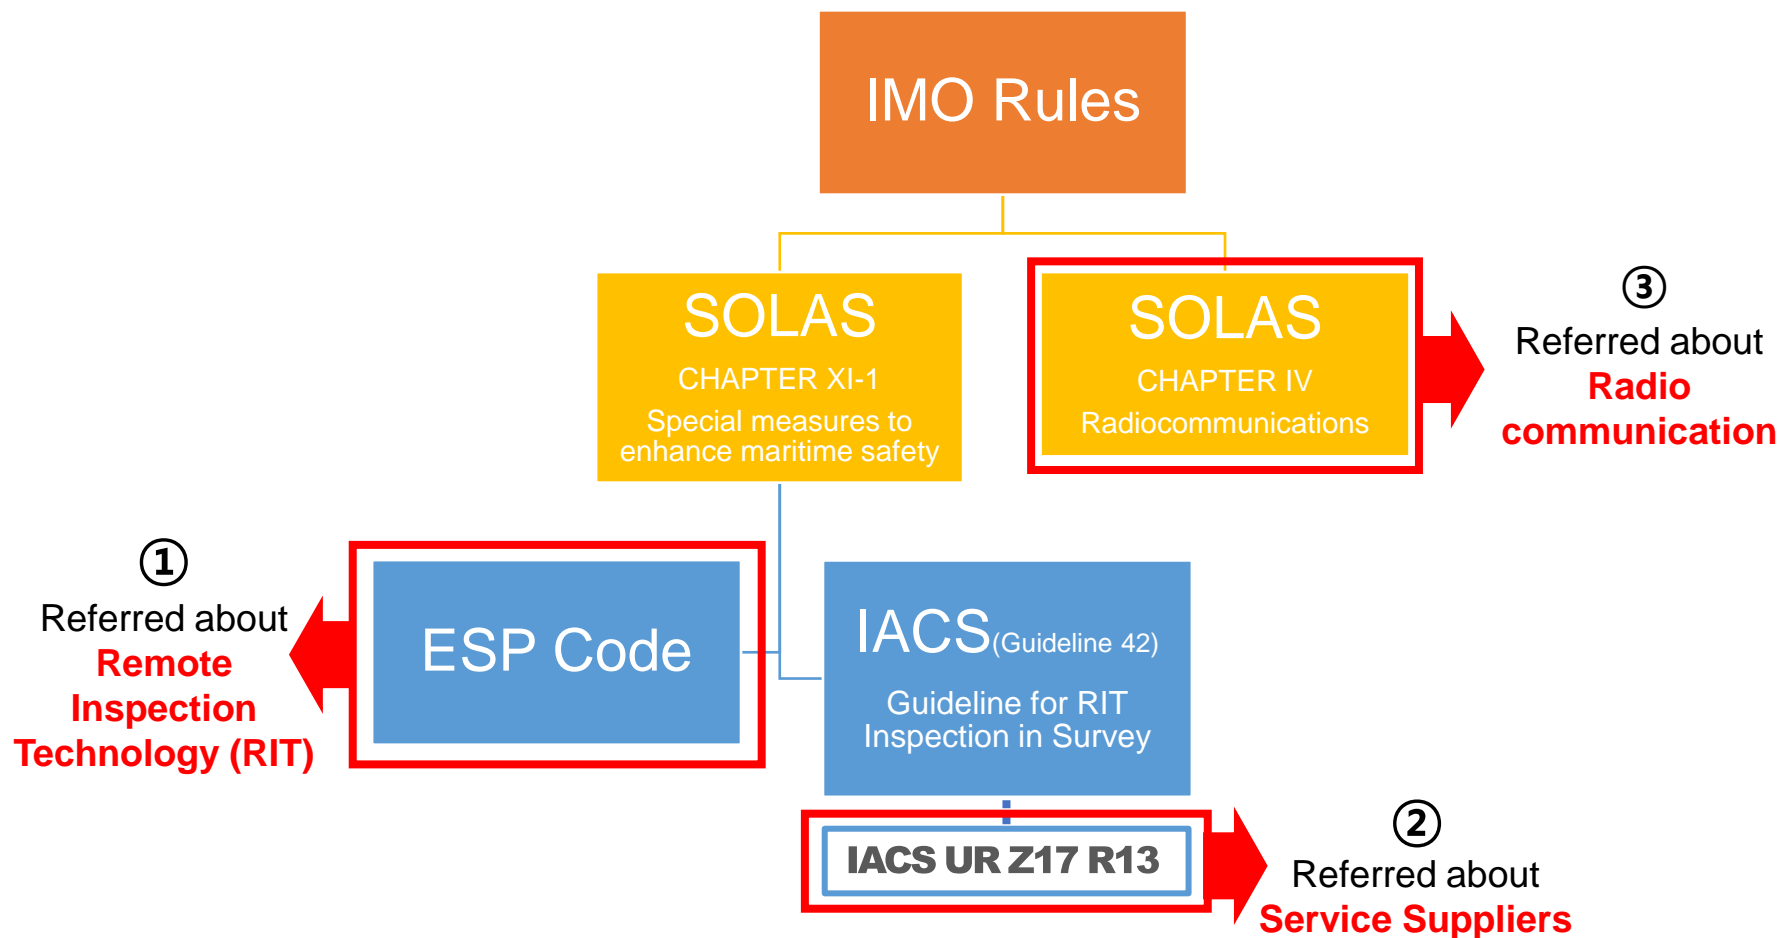 IMO Rules
SOLAS
CHAPTER XI-1
Special measures to
enhance maritime safety
SOLAS
CHAPTER IV
Radiocommunications
③
Referred about
Radio
communication
①
Referred about
Remote
Inspection
Technology (RIT)
ESP Code
IACS(Guideline 42)
Guideline for RIT
Inspection in Survey
IACS UR Z17 R13
②
Referred about
Service Suppliers